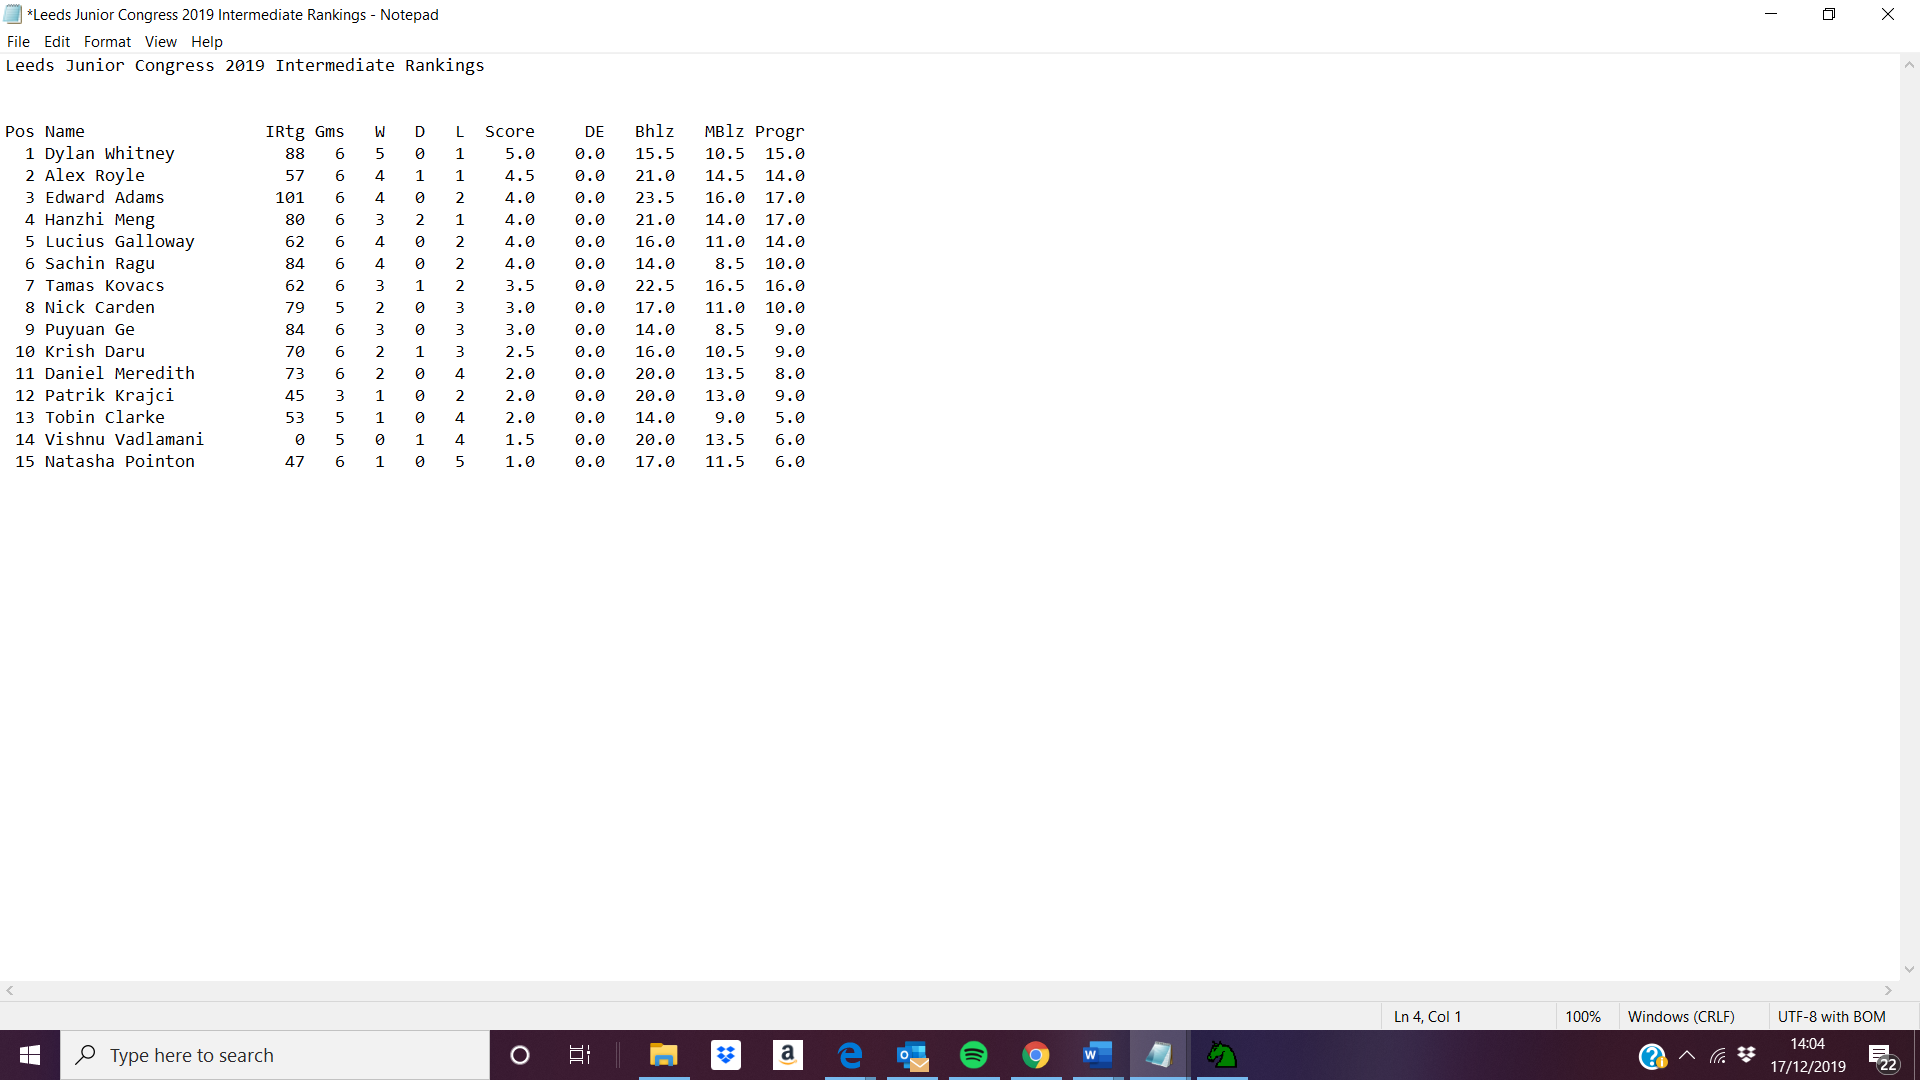 *Leeds Junior Congress 2019 Intermediate Rankings - Notepad
File Edit Format View Help
Leeds Junior Congress 2019 Intermediate Rankings
Pos Name IRtg Gms W D L Score DE Bhlz MBlz Progr
1 Dylan Whitney 88 6 5 0 1 5.0 0.0 15.5 10.5 15.0
2 Alex Royle 57 6 4 1 1 4.5 0.0 21.0 14.5 14.0
3 Edward Adams 101 6 4 0 2 4.0 0.0 23.5 16.0 17.0
4 Hanzhi Meng 80 6 3 2 1 4.0 0.0 21.0 14.0 17.0
5 Lucius Galloway 62 6 4 0 2 4.0 0.0 16.0 11.0 14.0
6 Sachin Ragu 84 6 4 0 2 4.0 0.0 14.0 8.5 10.0
7 Tamas Kovacs 62 6 3 1 2 3.5 0.0 22.5 16.5 16.0
8 Nick Carden 79 5 2 0 3 3.0 0.0 17.0 11.0 10.0
9 Puyuan Ge 84 6 3 0 3 3.0 0.0 14.0 8.5 9.0
10 Krish Daru 70 6 2 1 3 2.5 0.0 16.0 10.5 9.0
11 Daniel Meredith 73 6 2 0 4 2.0 0.0 20.0 13.5 8.0
12 Patrik Krajci 45 3 1 0 2 2.0 0.0 20.0 13.0 9.0
13 Tobin Clarke 53 5 1 0 4 2.0 0.0 14.0 9.0 5.0
14 Vishnu Vadlamani 0 5 0 1 4 1.5 0.0 20.0 13.5 6.0
15 Natasha Pointon 47 6 1 0 5 1.0 0.0 17.0 11.5 6.0
Ln 4, Col 1 100% Windows (CRLF) UTF-8 with BOM
Type here to search
14:04
17/12/2019
22